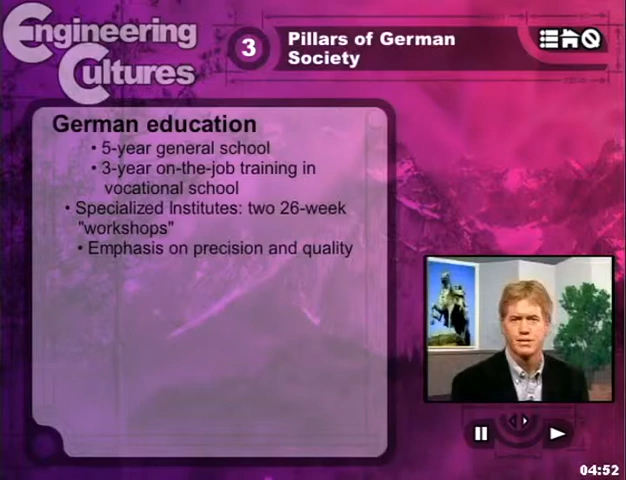 Engineering
Cultures
3
Pillars of German
Society
German education
• 5-year general school
• 3-year on-the-job training in
vocational school
• Specialized Institutes: two 26-week
"workshops"
• Emphasis on precision and quality
04:52